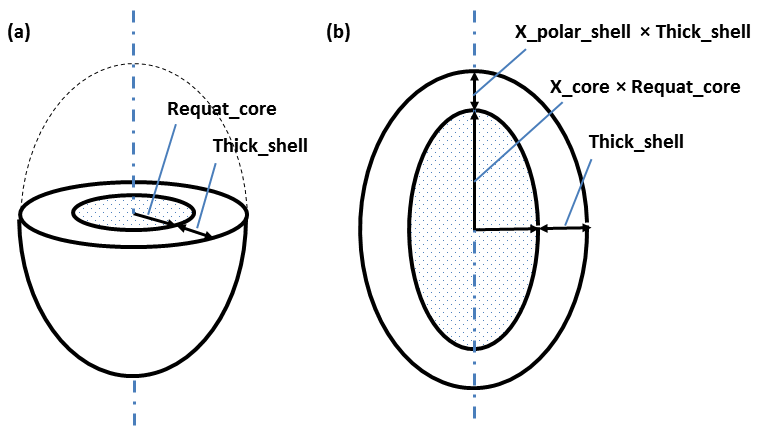 (a)
Requat_core
Thick_shell
(b)
X_polar_shell × Thick_shell
X_core × Requat_core
Thick_shell